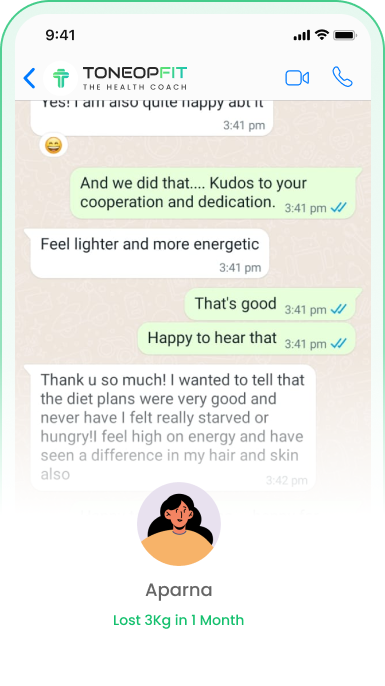 9:41
TONEOPFIT
THE HEALTH COACH
Yes! I am also quite happy abt it
3:41 pm
And we did that.... Kudos to your
cooperation and dedication. 3:41 pm
Feel lighter and more energetic
3:41 pm
That's good 3:41 pm
Happy to hear that 3:41 pm
Thank u so much! I wanted to tell that
the diet plans were very good and
never have I felt really starved or
hungry!I feel high on energy and have
seen a difference in my hair and skin
also
3:42 pm
Aparna
Lost 3Kg in 1 Month